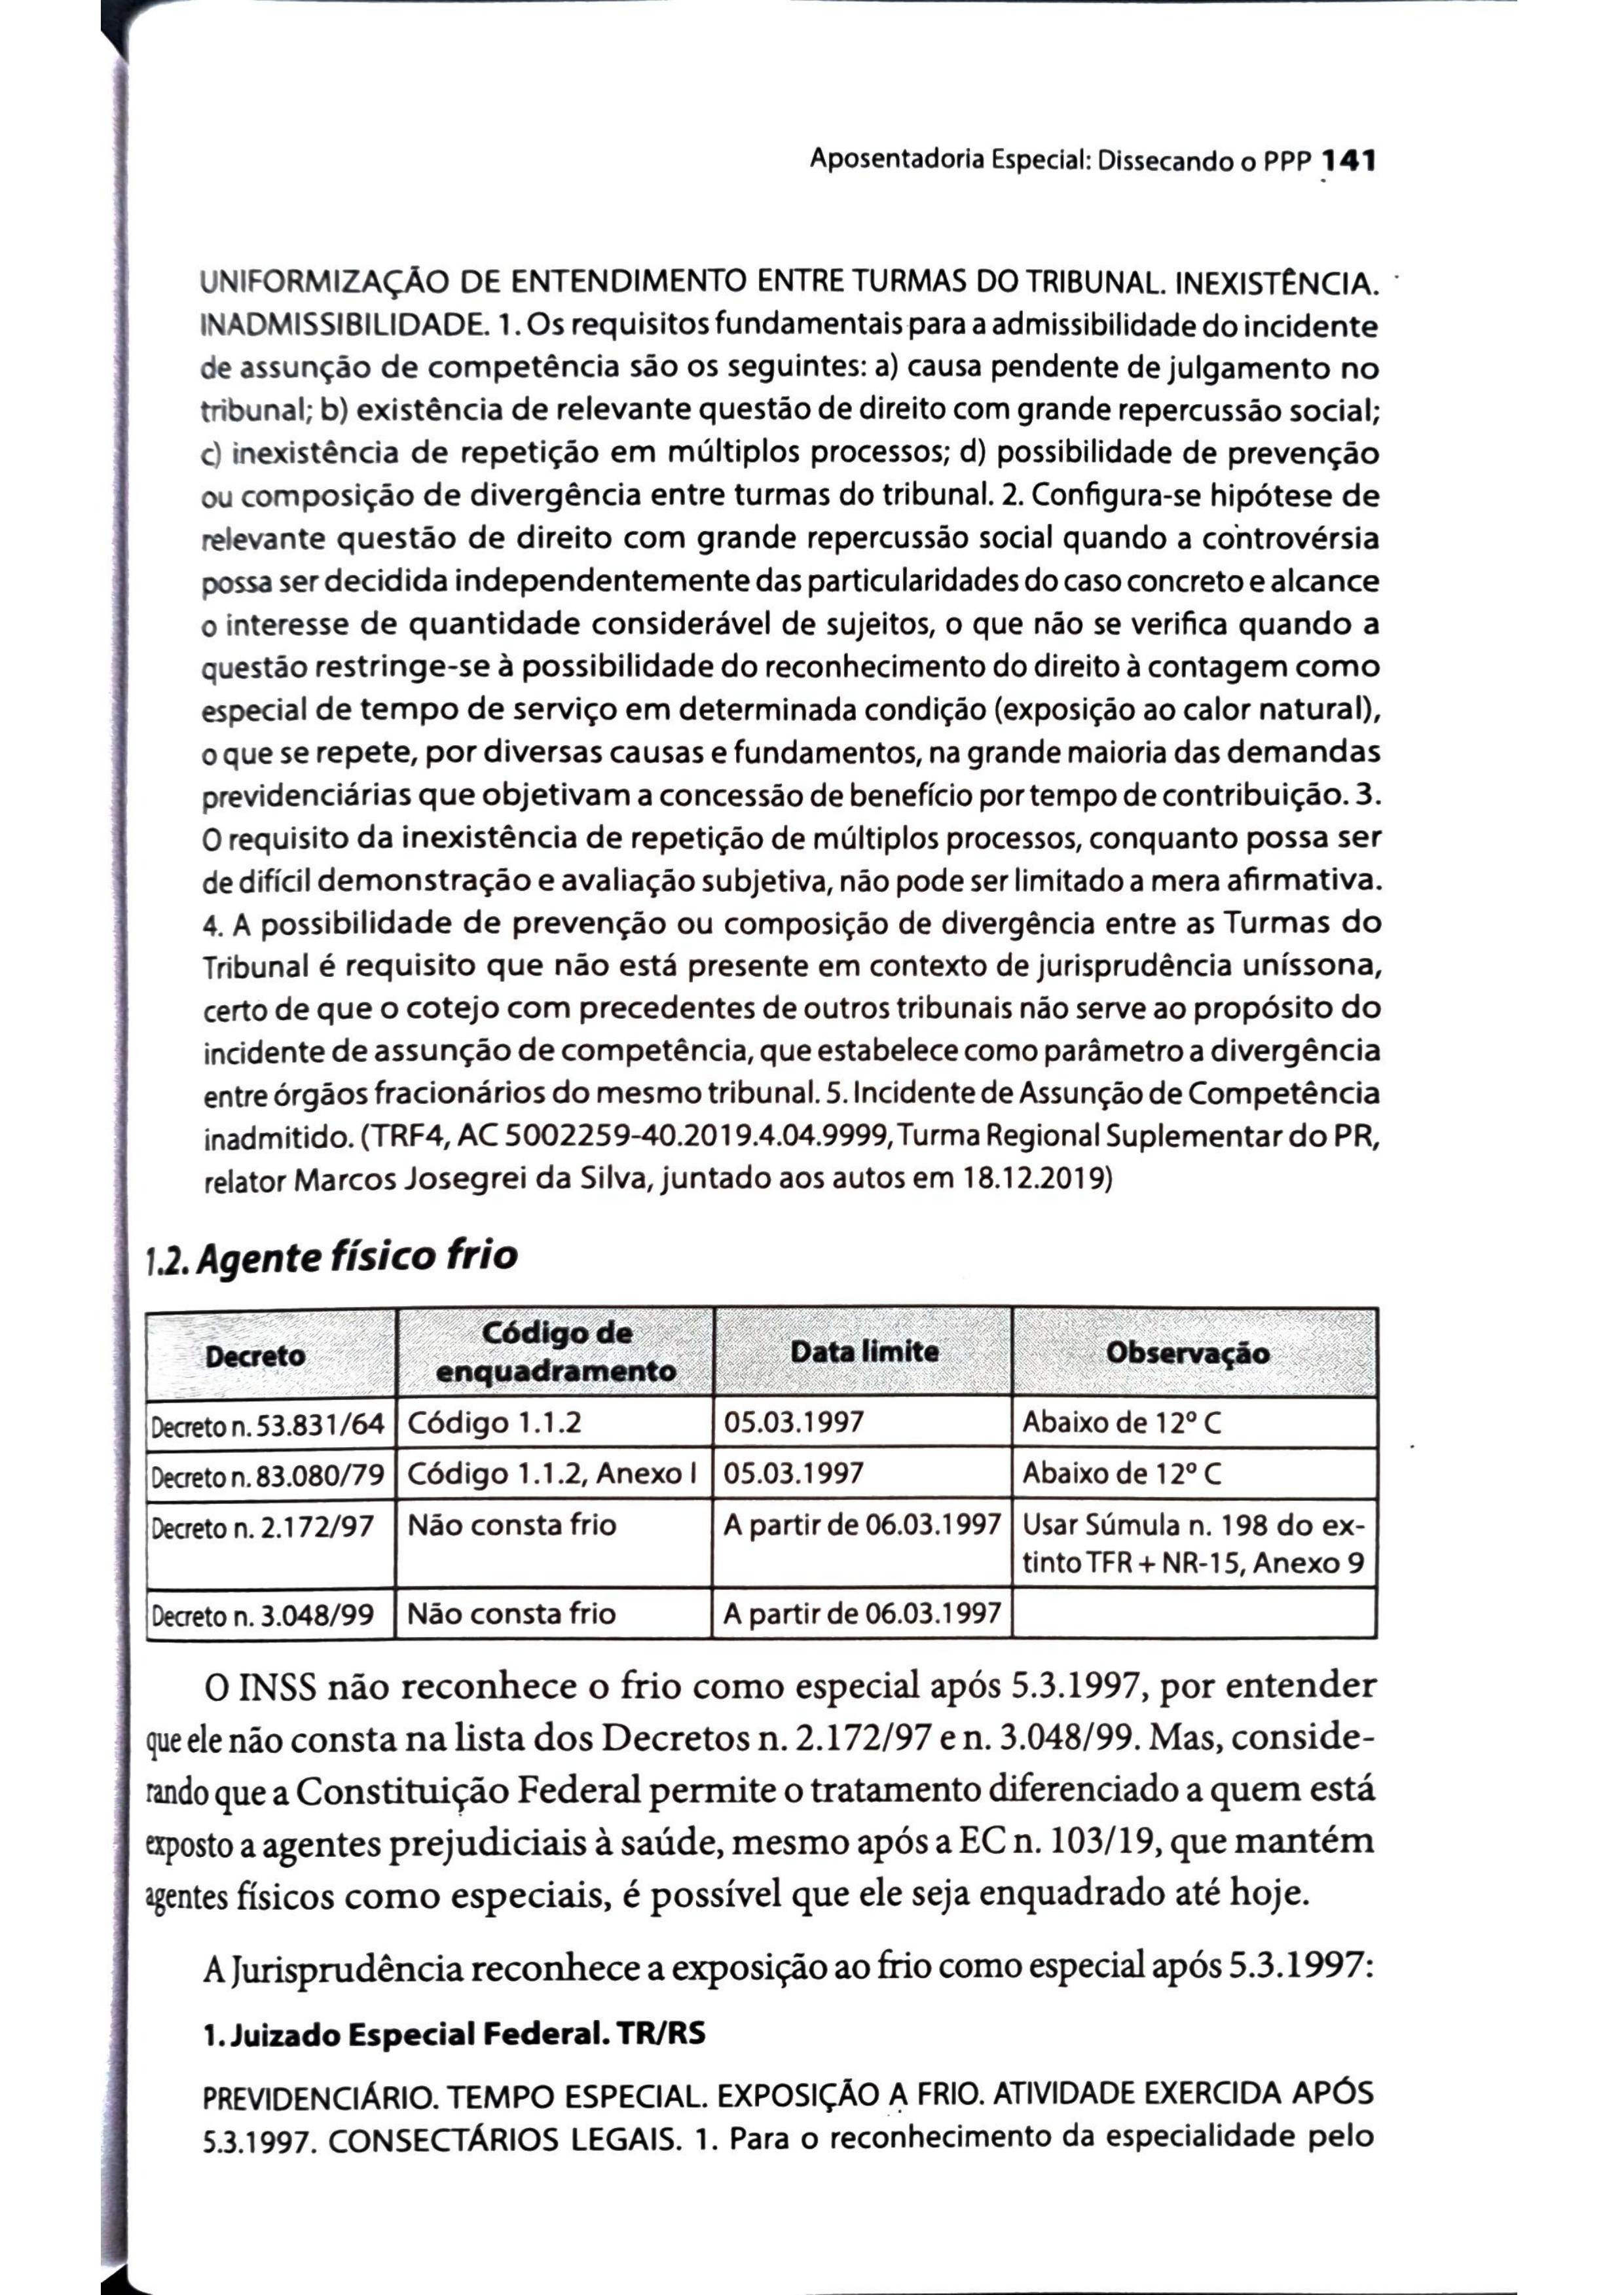 Aposentadoria Especial: Dissecando o PPP 141
UNIFORMIZAÇÃO DE ENTENDIMENTO ENTRE TURMAS DO TRIBUNAL. INEXISTÊNCIA.
INADMISSIBILIDADE. 1. Os requisitos fundamentais para a admissibilidade do incidente
de assunção de competência são os seguintes: a) causa pendente de julgamento no
tribunal; b) existência de relevante questão de direito com grande repercussão social;
c) inexistência de repetição em múltiplos processos; d) possibilidade de prevenção
ou composição de divergência entre turmas do tribunal. 2. Configura-se hipótese de
relevante questão de direito com grande repercussão social quando a controvérsia
possa ser decidida independentemente das particularidades do caso concreto e alcance
o interesse de quantidade considerável de sujeitos, o que não se verifica quando a
questão restringe-se à possibilidade do reconhecimento do direito à contagem como
especial de tempo de serviço em determinada condição (exposição ao calor natural),
o que se repete, por diversas causas e fundamentos, na grande maioria das demandas
previdenciárias que objetivam a concessão de benefício por tempo de contribuição. 3.
O requisito da inexistência de repetição de múltiplos processos, conquanto possa ser
de difícil demonstração e avaliação subjetiva, não pode ser limitado a mera afirmativa.
4. A possibilidade de prevenção ou composição de divergência entre as Turmas do
Tribunal é requisito que não está presente em contexto de jurisprudência uníssona,
certo de que o cotejo com precedentes de outros tribunais não serve ao propósito do
incidente de assunção de competência, que estabelece como parâmetro a divergência
entre órgãos fracionários do mesmo tribunal. 5. Incidente de Assunção de Competência
inadmitido. (TRF4, AC 5002259-40.2019.4.04.9999, Turma Regional Suplementar do PR,
relator Marcos Josegrei da Silva, juntado aos autos em 18.12.2019)
1.2. Agente físico frio
Decreto Código de enquadramento Data limite Observação
Decreto n. 53.831/64 Código 1.1.2 05.03.1997 Abaixo de 12º C
Decreto n. 83.080/79 Código 1.1.2, Anexo I 05.03.1997 Abaixo de 12º C
Decreto n. 2.172/97 Não consta frio A partir de 06.03.1997 Usar Súmula n. 198 do ex-
tinto TFR + NR-15, Anexo 9
Decreto n. 3.048/99 Não consta frio A partir de 06.03.1997
O INSS não reconhece o frio como especial após 5.3.1997, por entender
que ele não consta na lista dos Decretos n. 2.172/97 e n. 3.048/99. Mas, conside-
rando que a Constituição Federal permite o tratamento diferenciado a quem está
exposto a agentes prejudiciais à saúde, mesmo após a EC n. 103/19, que mantém
agentes físicos como especiais, é possível que ele seja enquadrado até hoje.
A Jurisprudência reconhece a exposição ao frio como especial após 5.3.1997:
1. Juizado Especial Federal. TR/RS
PREVIDENCIÁRIO. TEMPO ESPECIAL. EXPOSIÇÃO A FRIO. ATIVIDADE EXERCIDA APÓS
5.3.1997. CONSECTÁRIOS LEGAIS. 1. Para o reconhecimento da especialidade pelo